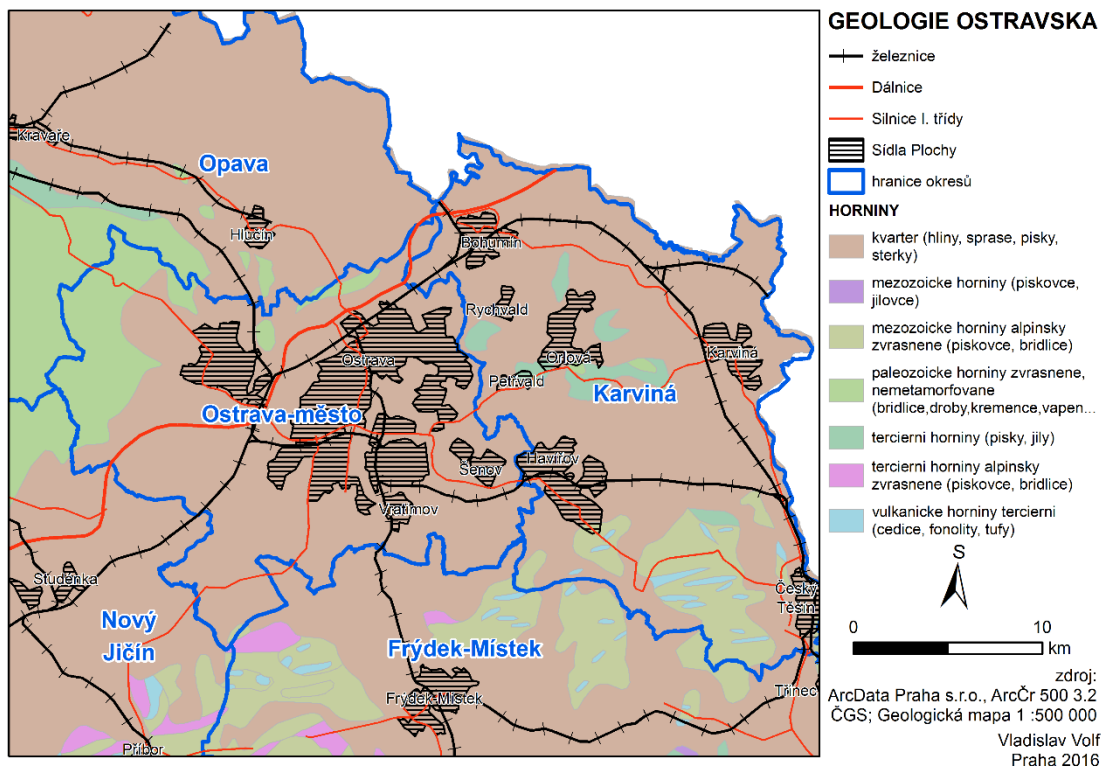 GEOLOGIE OSTRAVSKA
železnice
Dálnice
Silnice I. třídy
Sídla Plochy
hranice okresů
HORNINY
kvarter (hliny, sprase, pisky,
sterky)
mezozoicke horniny (piskovce,
jilovce)
mezozoicke horniny alpinsky
zvrasnene (piskovce, bridlice)
paleozoicke horniny zvrasnene,
nemetamorfovane
(bridlice,droby,kremence,vapen...
tercierni horniny (pisky, jily)
tercierni horniny alpinsky
zvrasnene (piskovce, bridlice)
vulkanicke horniny tercierni
(cedice, fonolity, tufy)
S
0 10
km
zdroj:
ArcData Praha s.r.o., ArcČr 500 3.2
ČGS; Geologická mapa 1 :500 000
Vladislav Volf
Praha 2016
Kravaře
Opava
Hlučín
Bohumín
Rychvald
Ostrava
Orlová
Karviná
Petřvald
Karviná
Ostrava-město
Šenov
Havířov
Vratimov
Studénka
Český
Těšín
Nový
Jičín
Frýdek-Místek
Frýdek-Místek
Třinec
Příbor